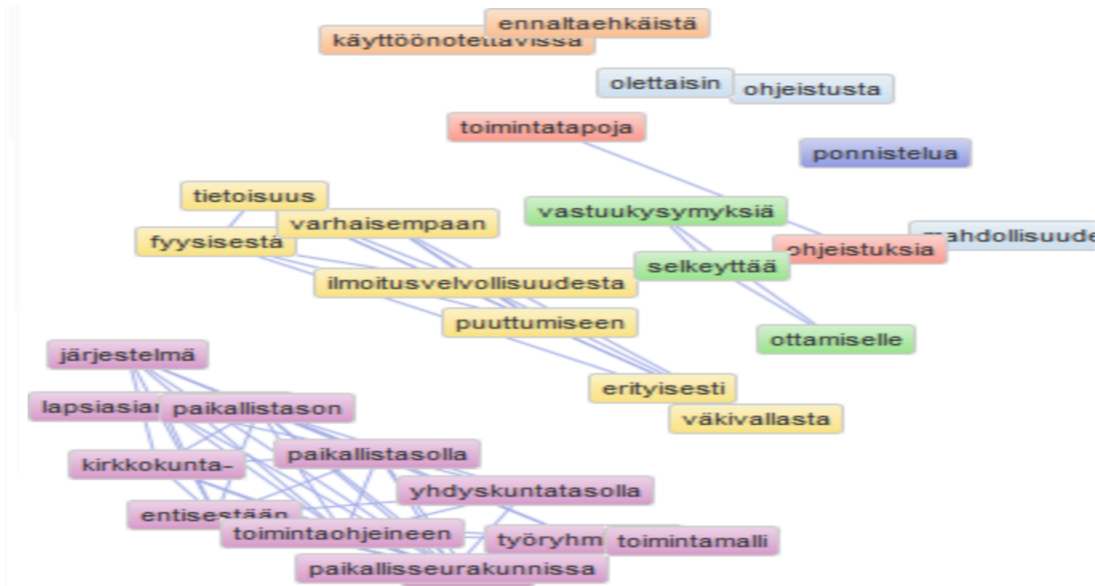 ennaltaehkäistä
käyttöönotettavissa
olettaisin
ohjeistusta
toimintatapoja
ponnistelua
tietoisuus
vastuukysymyksiä
varhaisempaan
fyysisestä
ohjeistuksia
selkeyttää
ilmoitusvelvollisuudesta
puuttumiseen
ottamiselle
järjestelmä
erityisesti
paikallistason
väkivallasta
paikallistasolla
kirkkokunta-
yhdyskuntatasolla
entisestään
toimintaohjeineen
toimintamalli
paikallisseurakunnissa